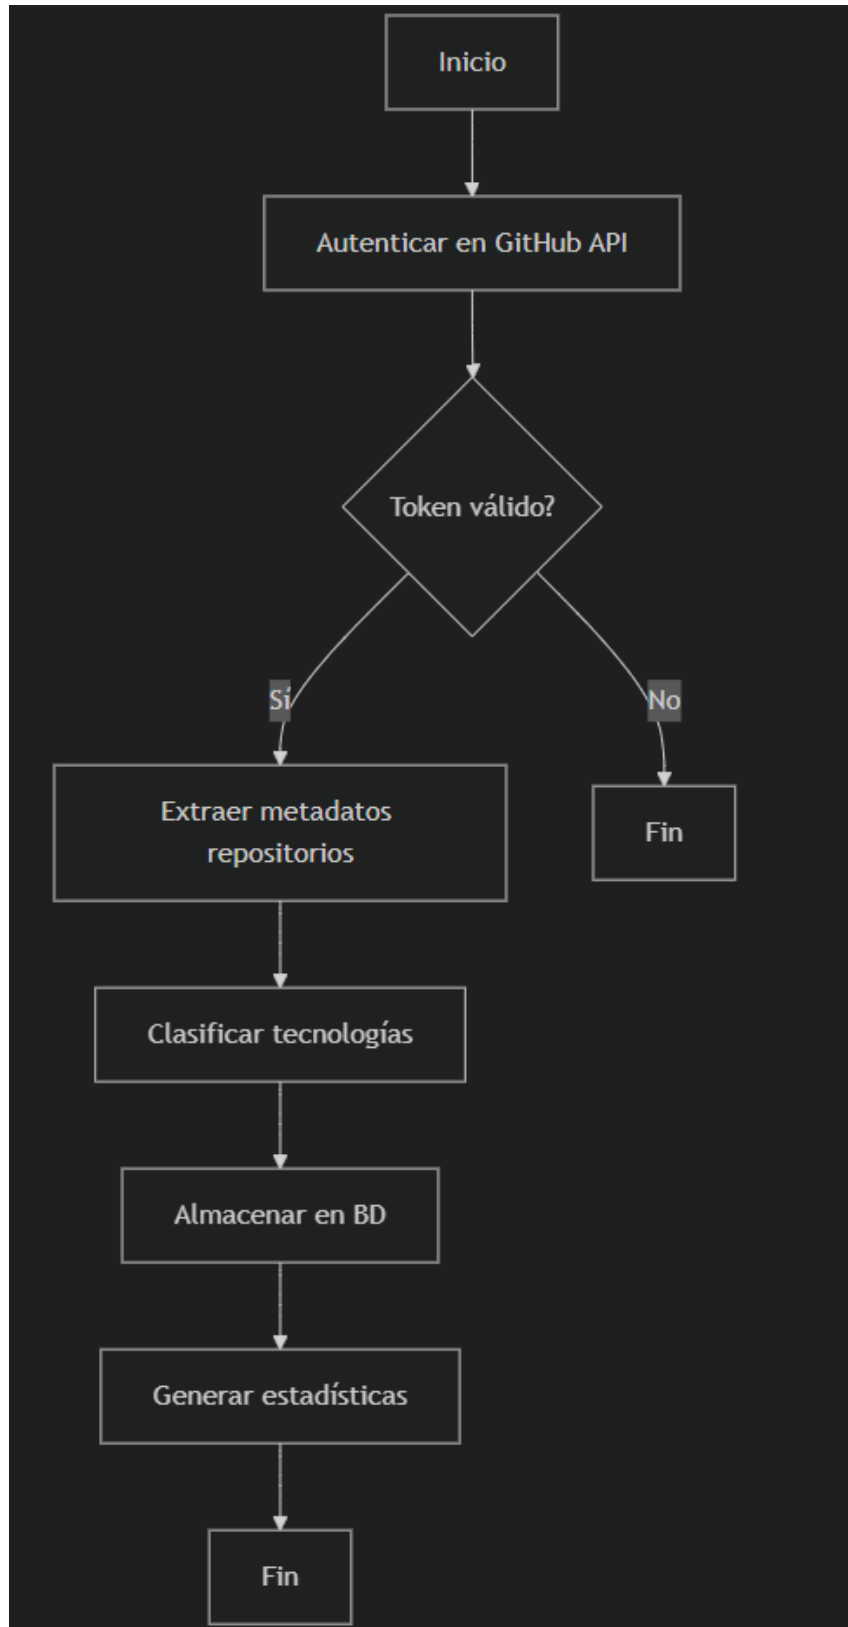 Inicio
Autenticar en GitHub API
Token válido?
Sí
No
Extraer metadatos
repositorios
Fin
Clasificar tecnologías
Almacenar en BD
Generar estadísticas
Fin